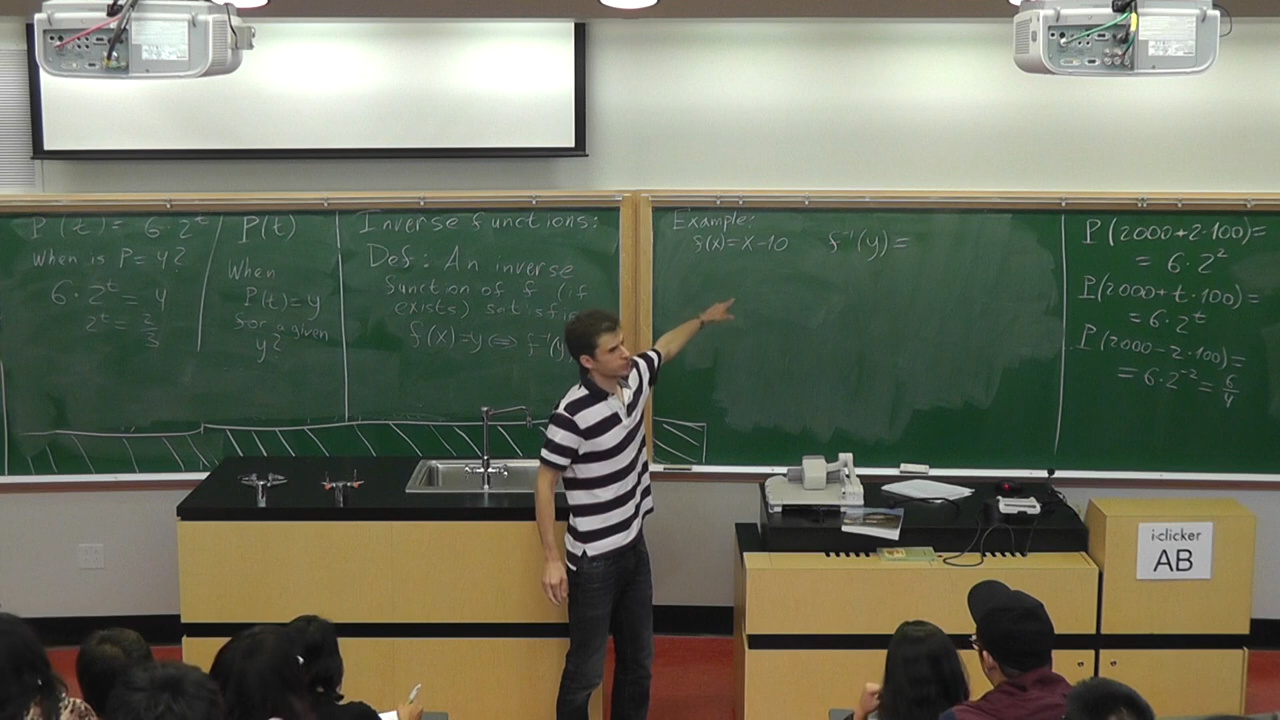 P(t) = 6·2^t
When is P = 4?
6·2^t = 4
2^t = 2/3
P(t)
When
P(t) = y
for a given
y?
Inverse functions:
Def: An inverse
function of f (if
exists) satisfies
f(x)=y ⇔ f^-1(y)
Example:
f(x)=x-10 f^-1(y)=
P(2000+2·100)=
= 6·2^2
P(2000+t·100)=
= 6·2^t
P(2000-2·100)=
= 6·2^-2 = 6/4
i-clicker
AB